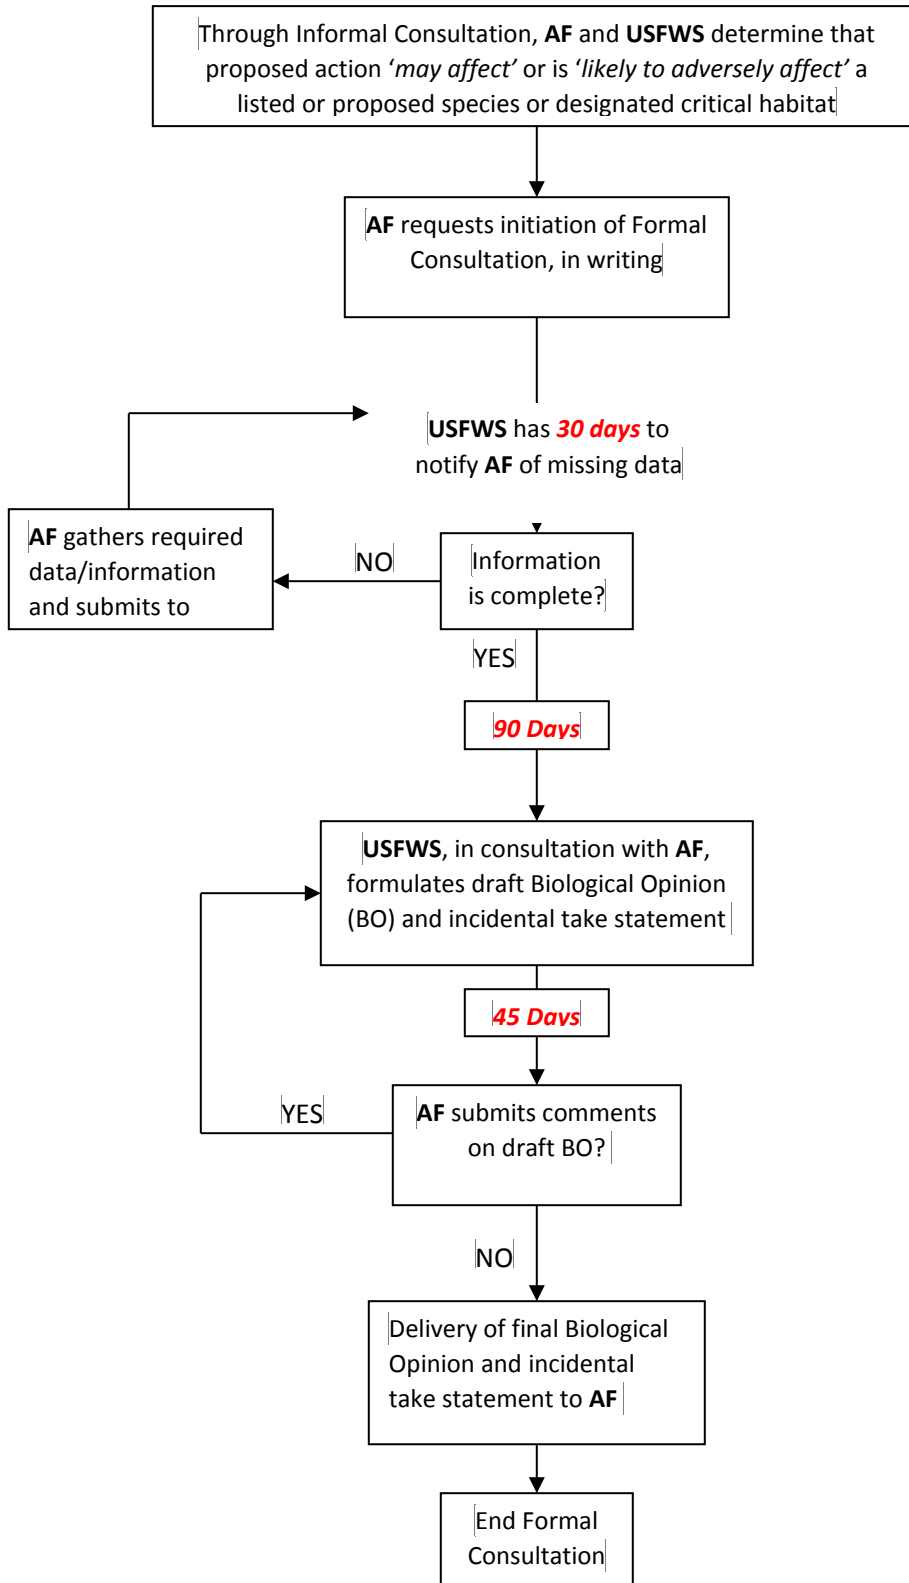 Through Informal Consultation, AF and USFWS determine that
proposed action ‘may affect’ or is ‘likely to adversely affect’ a
listed or proposed species or designated critical habitat
AF requests initiation of Formal
Consultation, in writing
USFWS has 30 days to
notify AF of missing data
AF gathers required
data/information
and submits to
NO
Information
is complete?
YES
90 Days
USFWS, in consultation with AF,
formulates draft Biological Opinion
(BO) and incidental take statement
45 Days
YES
AF submits comments
on draft BO?
NO
Delivery of final Biological
Opinion and incidental
take statement to AF
End Formal
Consultation